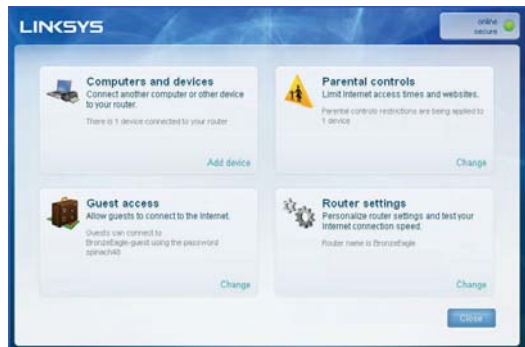 LINKSYS
online
secure
Computers and devices
Connect another computer or other device
to your router.
There is 1 device connected to your router
Add device
Parental controls
Limit Internet access times and websites.
Parental controls restrictions are being applied to
1 device
Change
Guest access
Allow guests to connect to the Internet.
Guests can connect to
BronzeEagle-guest using the password
spinach48
Change
Router settings
Personalize router settings and test your
Internet connection speed.
Router name is BronzeEagle
Change
Close